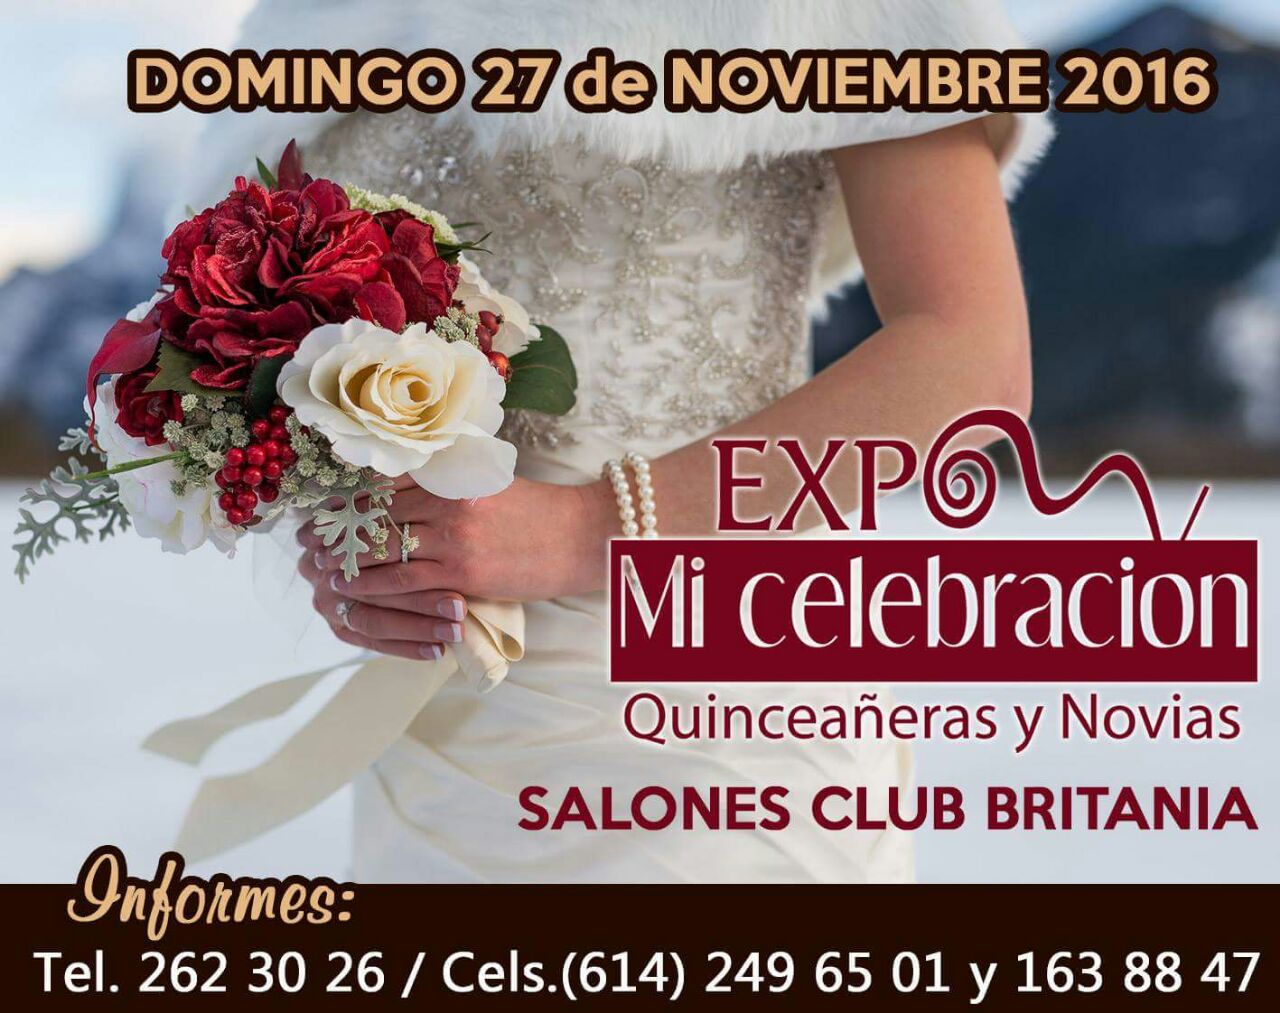 DOMINGO 27 de NOVIEMBRE 2016
EXPO
Mi celebracion
Quinceañeras y Novias
SALONES CLUB BRITANIA
Informes:
Tel. 262 30 26 / Cels.(614) 249 65 01 y 163 88 47